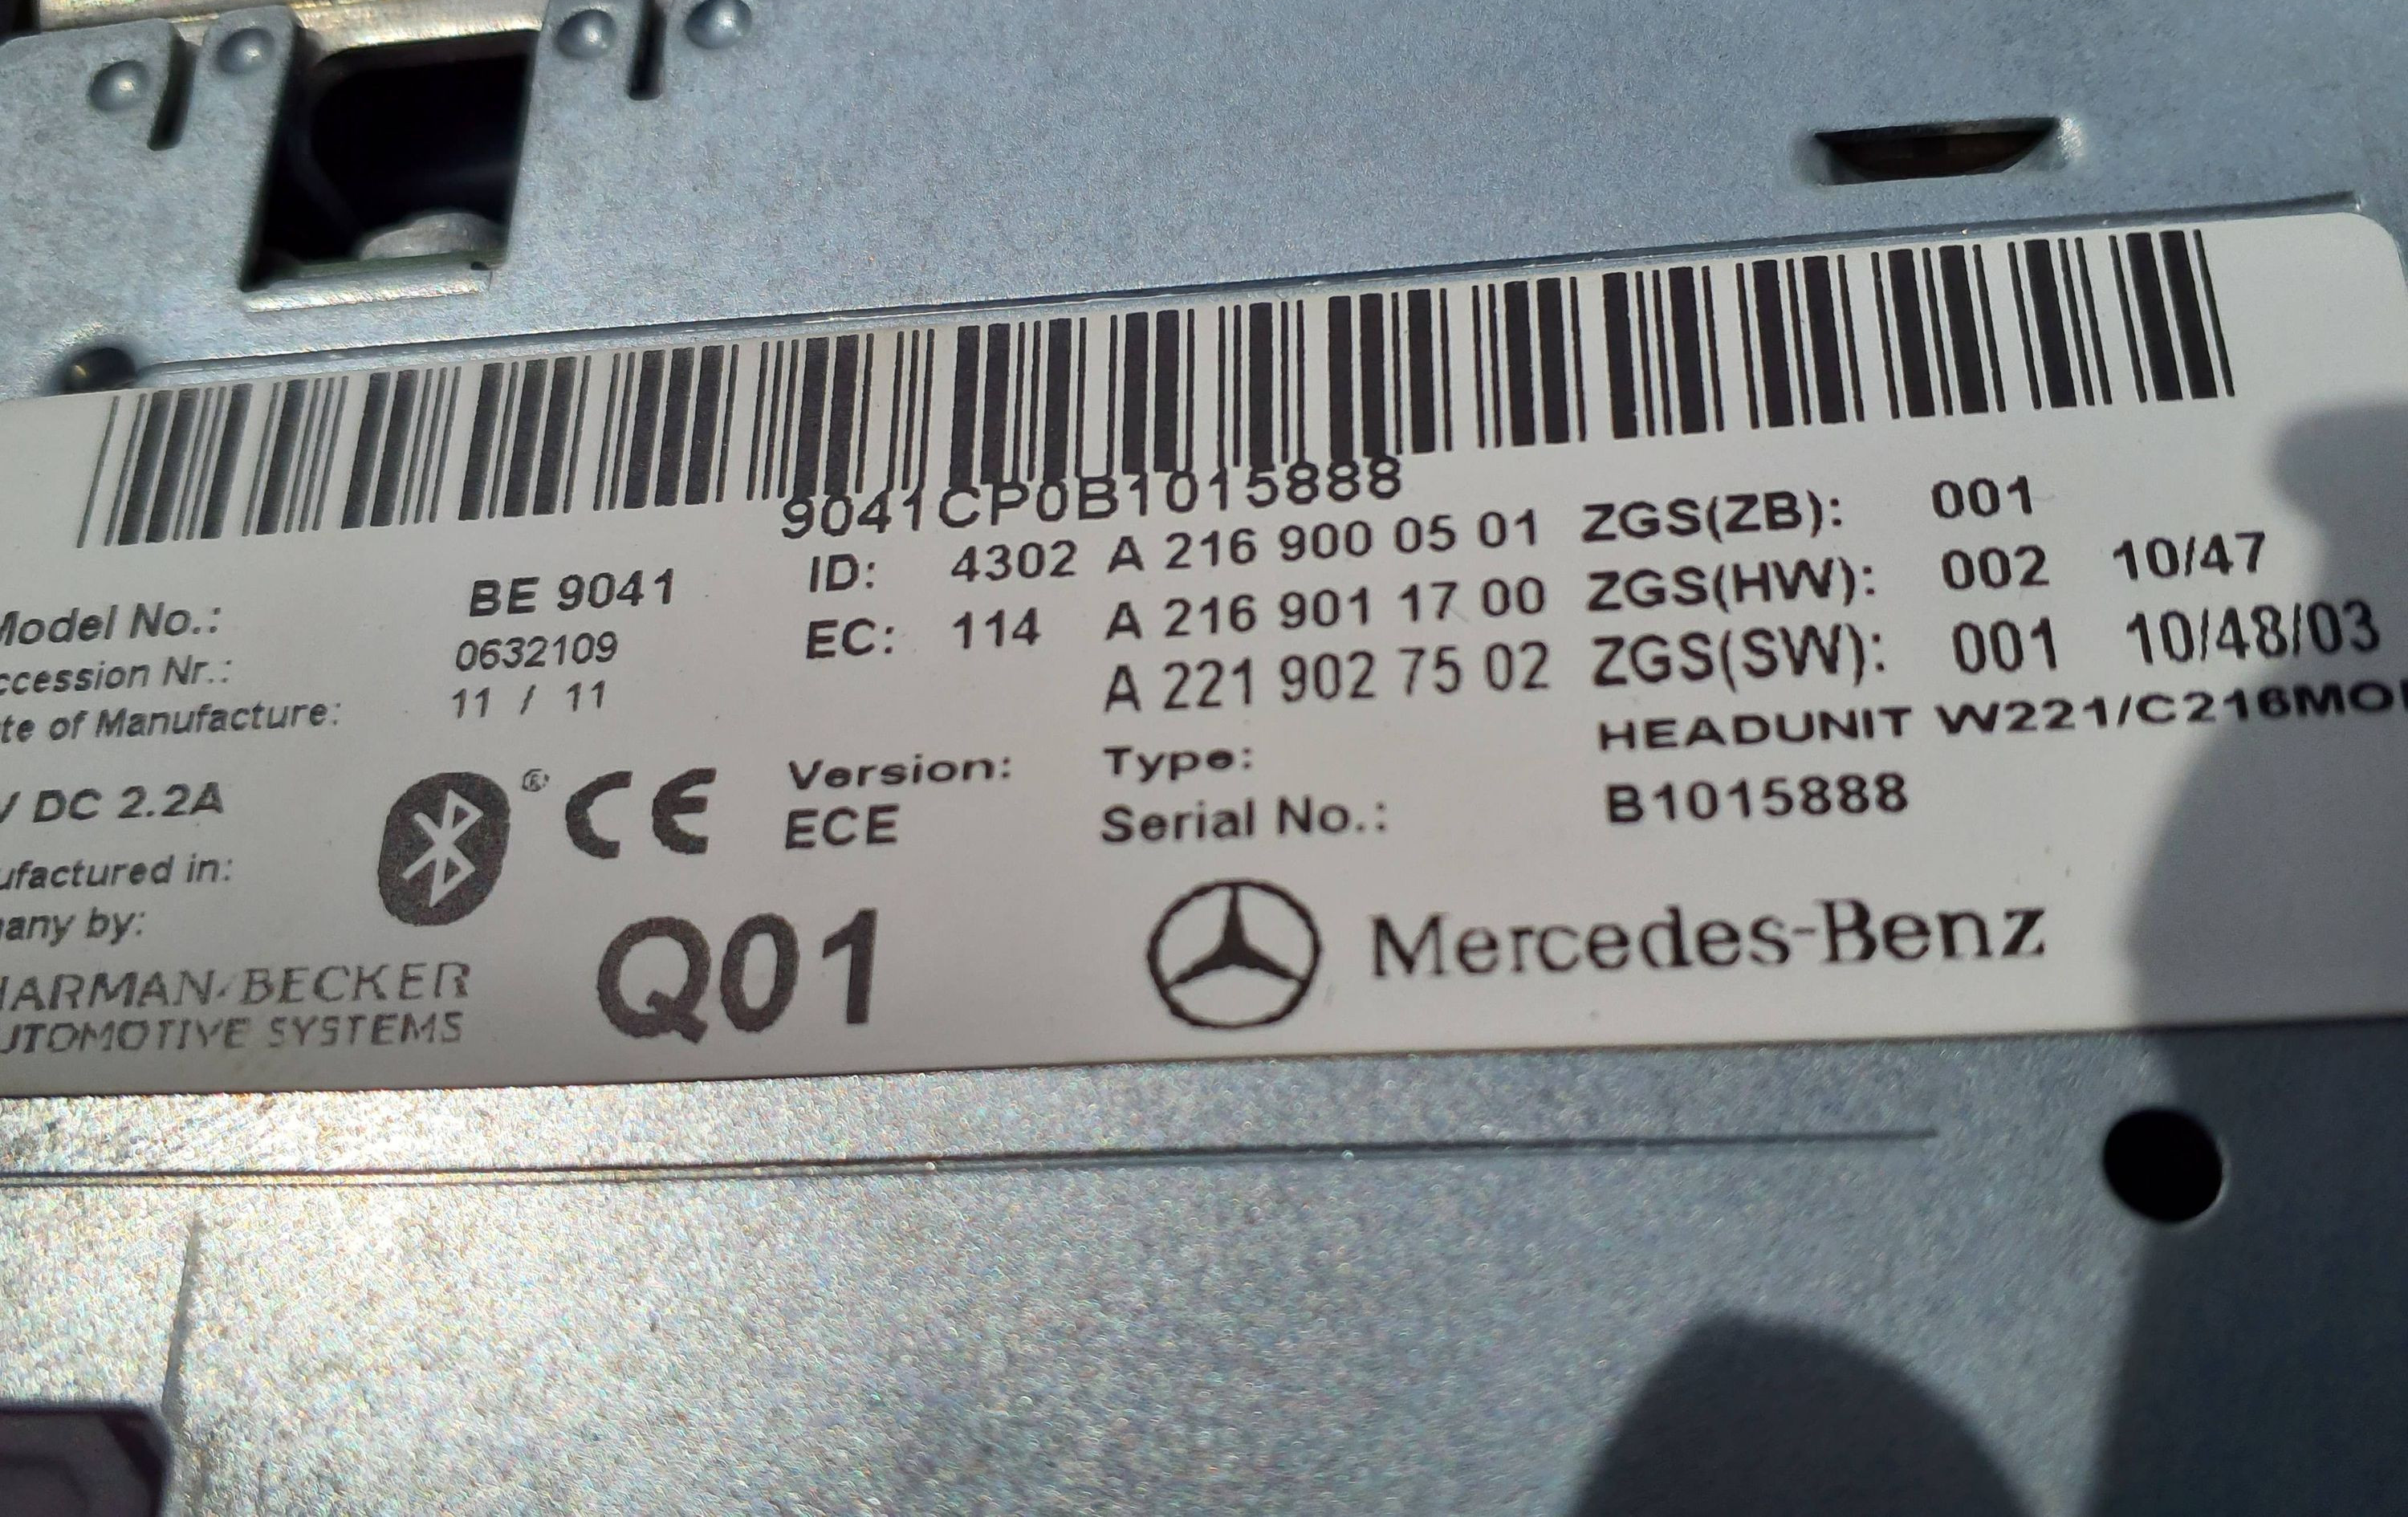 9041CP0B1015888
Model No.: BE 9041 ID: 4302 A 216 900 05 01 ZGS(ZB): 001
ccession Nr.: 0632109 EC: 114 A 216 901 17 00 ZGS(HW): 002 10/47
te of Manufacture: 11 / 11 A 221 902 75 02 ZGS(SW): 001 10/48/03
V DC 2.2A ® CE Version: Type: HEADUNIT W221/C216MO
ECE Serial No.: B1015888
ufactured in:
any by:
HARMAN/BECKER Q01 Mercedes-Benz
UTOMOTIVE SYSTEMS